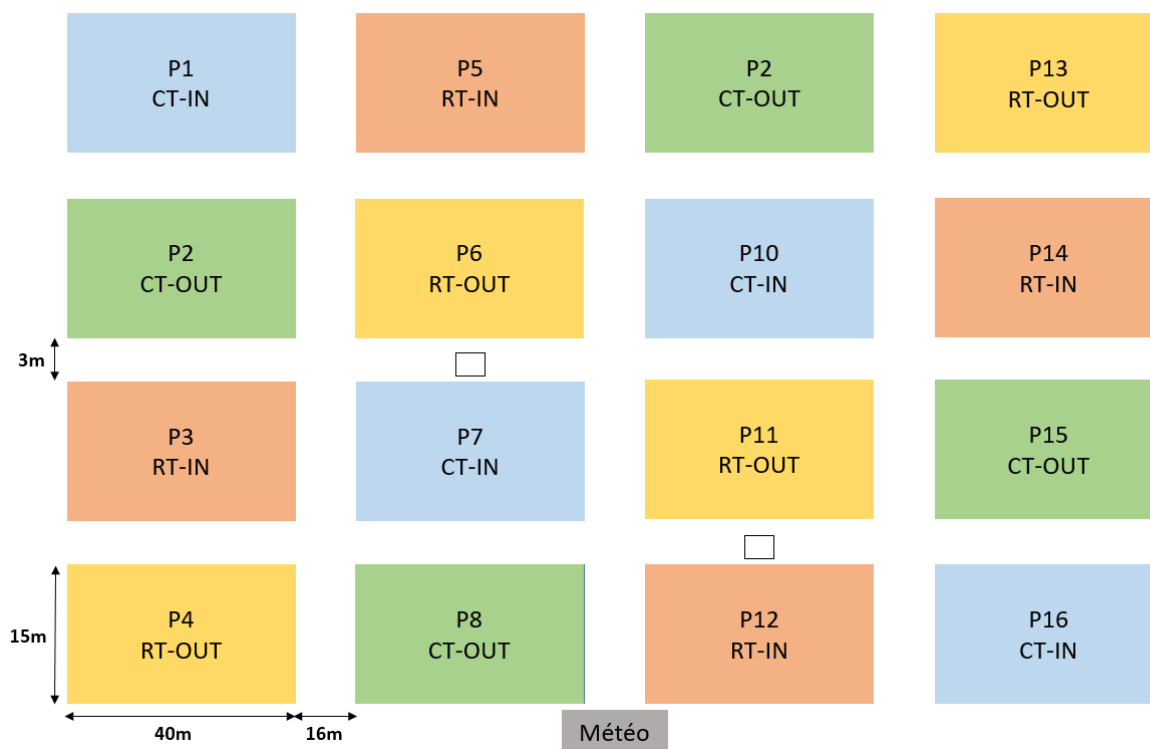 P1
CT-IN
P5
RT-IN
P2
CT-OUT
P13
RT-OUT
P2
CT-OUT
P6
RT-OUT
P10
CT-IN
P14
RT-IN
3m
P3
RT-IN
P7
CT-IN
P11
RT-OUT
P15
CT-OUT
15m
P4
RT-OUT
P8
CT-OUT
P12
RT-IN
P16
CT-IN
40m
16m
Météo